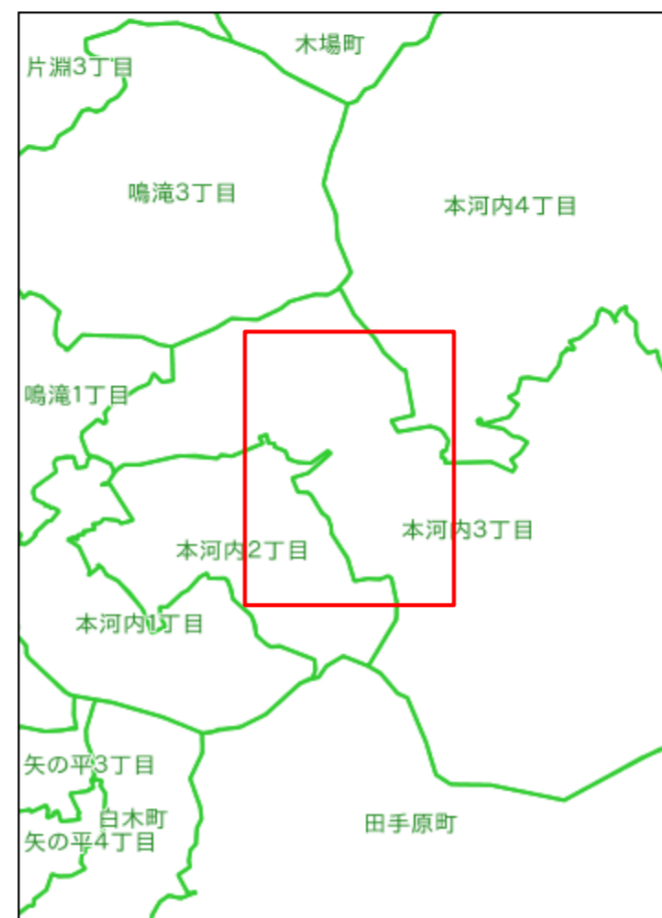 木場町
片淵3丁目
鳴滝3丁目
本河内4丁目
鳴滝1丁目
本河内3丁目
本河内2丁目
本河内1丁目
矢の平3丁目
白木町
田手原町
矢の平4丁目